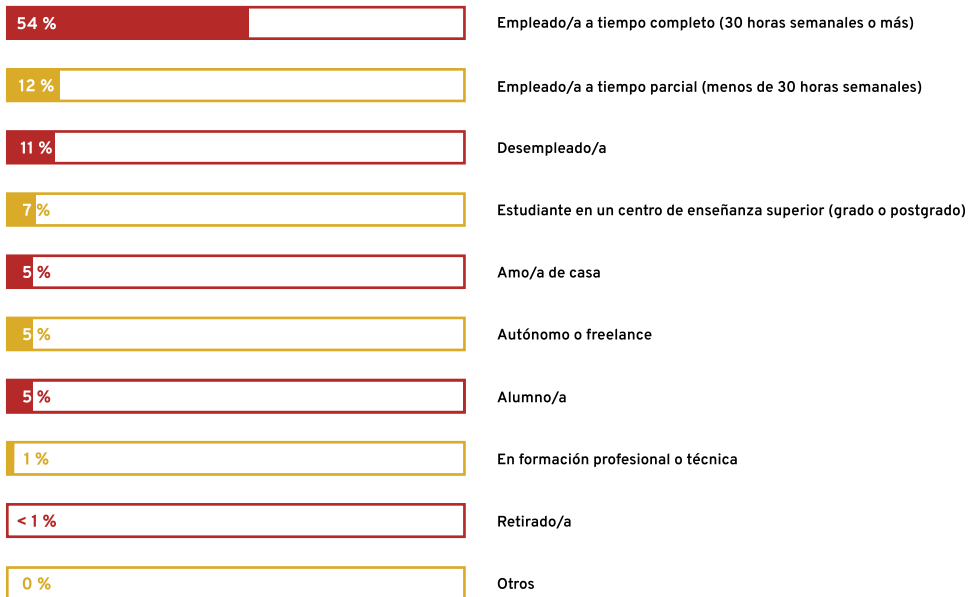 54 % Empleado/a a tiempo completo (30 horas semanales o más)
12 % Empleado/a a tiempo parcial (menos de 30 horas semanales)
11 % Desempleado/a
7 % Estudiante en un centro de enseñanza superior (grado o postgrado)
5 % Amo/a de casa
5 % Autónomo o freelance
5 % Alumno/a
1 % En formación profesional o técnica
< 1 % Retirado/a
0 % Otros